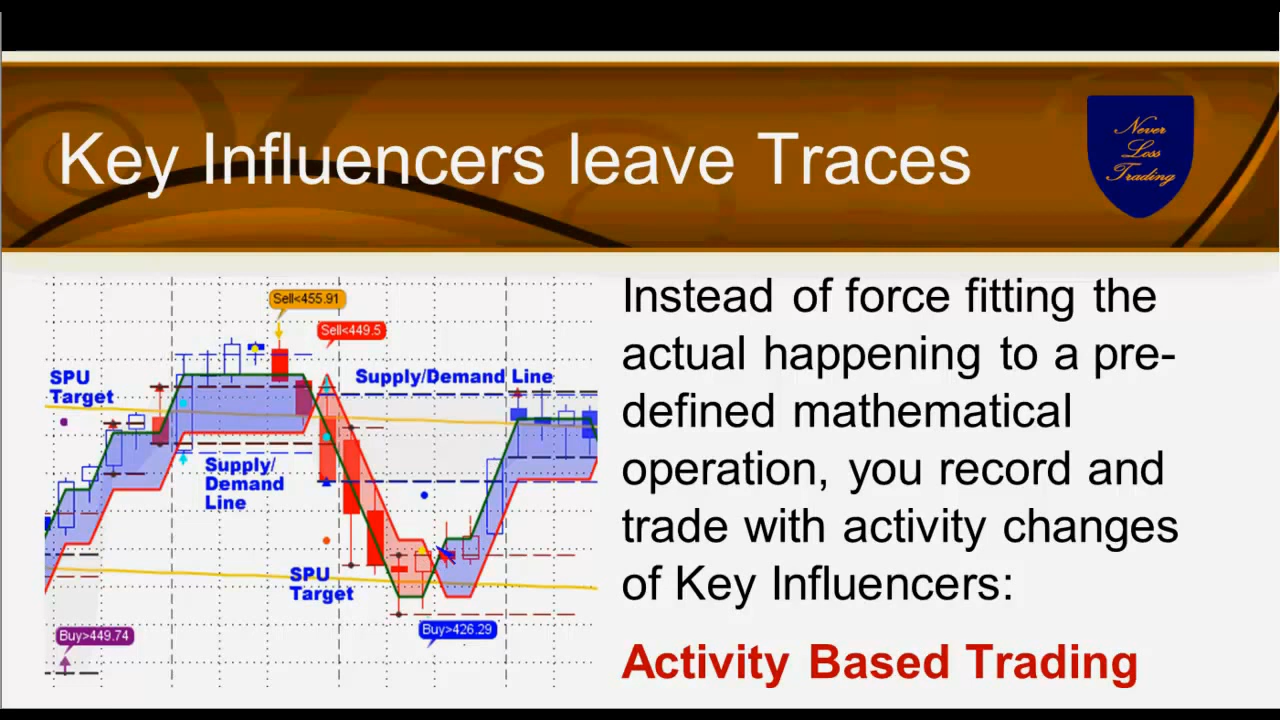 Key Influencers leave Traces
Never
Loss
Trading
Sell<455.91
Sell<449.5
SPU
Target
Supply/Demand Line
Supply/
Demand
Line
SPU
Target
Buy>449.74
Buy>426.29
Instead of force fitting the
actual happening to a pre-
defined mathematical
operation, you record and
trade with activity changes
of Key Influencers:
Activity Based Trading